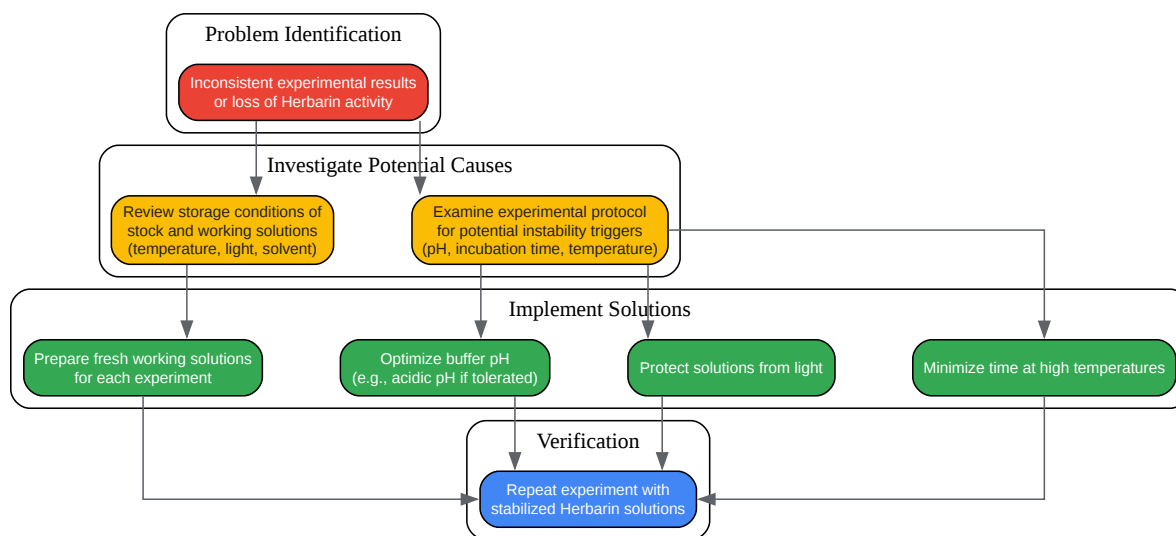 Problem Identification
Inconsistent experimental results
or loss of Herbarin activity
Investigate Potential Causes
Review storage conditions of
stock and working solutions
(temperature, light, solvent)
Examine experimental protocol
for potential instability triggers
(pH, incubation time, temperature)
Implement Solutions
Prepare fresh working solutions
for each experiment
Optimize buffer pH
(e.g., acidic pH if tolerated)
Protect solutions from light
Minimize time at high temperatures
Verification
Repeat experiment with
stabilized Herbarin solutions